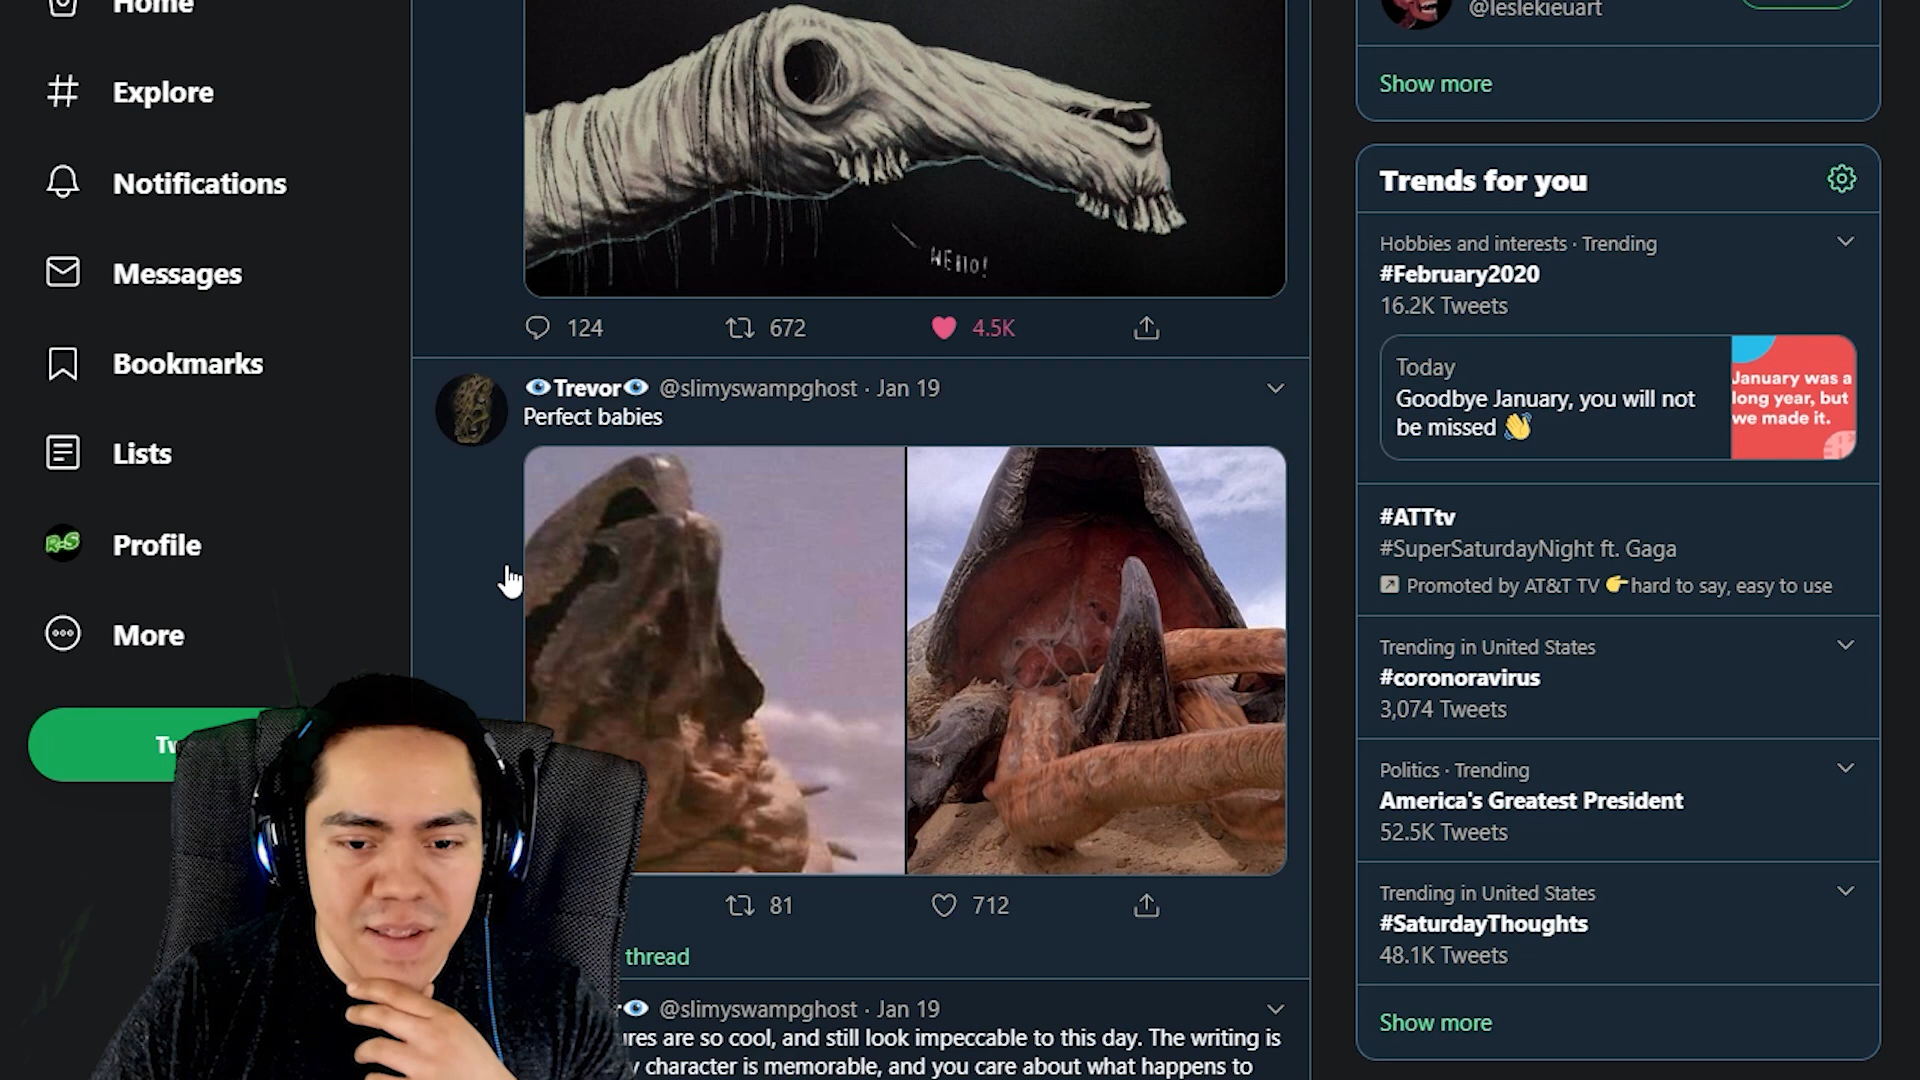 Home
Explore
Notifications
Messages
Bookmarks
Lists
R-S
Profile
More
Tw
HEllo!
124
672
4.5K
👁Trevor👁 @slimyswampghost · Jan 19
Perfect babies
81
712
thread
@slimyswampghost · Jan 19
ures are so cool, and still look impeccable to this day. The writing is
y character is memorable, and you care about what happens to
@leslekieuart
Show more
Trends for you
Hobbies and interests · Trending
#February2020
16.2K Tweets
Today
Goodbye January, you will not
be missed 👋
January was a
long year, but
we made it.
#ATTtv
#SuperSaturdayNight ft. Gaga
Promoted by AT&T TV 👉hard to say, easy to use
Trending in United States
#coronoravirus
3,074 Tweets
Politics · Trending
America's Greatest President
52.5K Tweets
Trending in United States
#SaturdayThoughts
48.1K Tweets
Show more